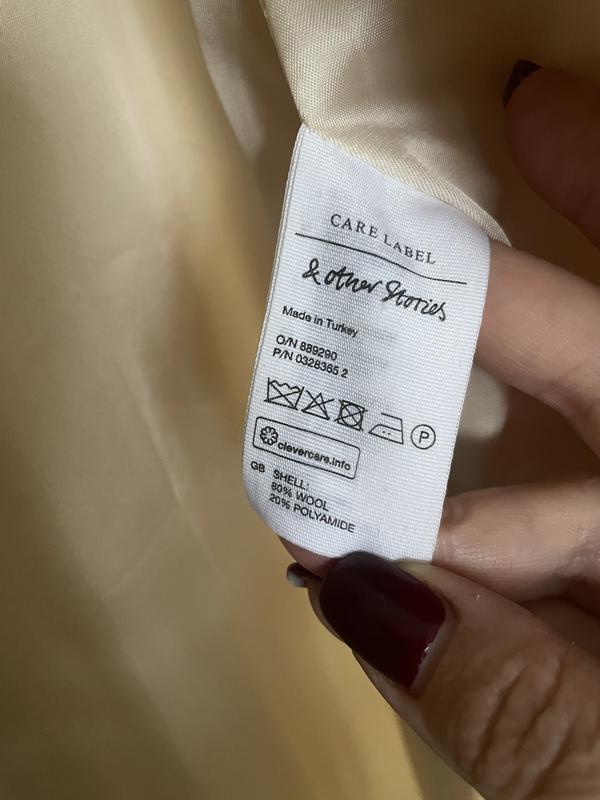 CARE LABEL
& other Stories
Made in Turkey
O/N 889290
P/N 0328365 2
P
clevercare.info
GB SHELL:
80% WOOL
20% POLYAMIDE